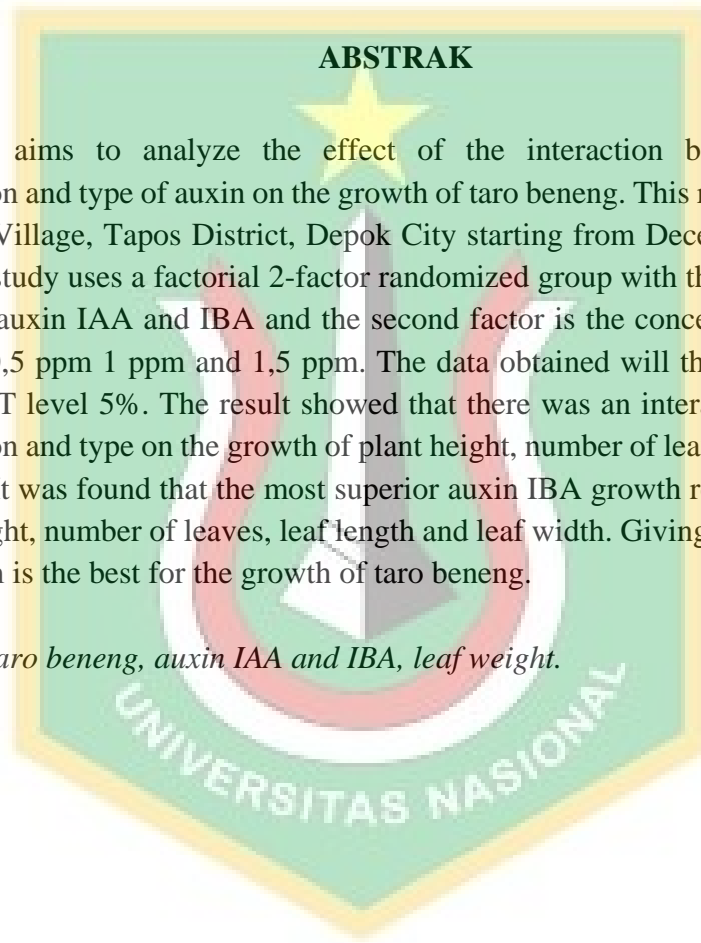 ABSTRAK
aims to analyze the effect of the interaction b
on and type of auxin on the growth of taro beneng. This r
Village, Tapos District, Depok City starting from Dece
study uses a factorial 2-factor randomized group with th
auxin IAA and IBA and the second factor is the conce
0,5 ppm 1 ppm and 1,5 ppm. The data obtained will th
T level 5%. The result showed that there was an inter
on and type on the growth of plant height, number of lea
t was found that the most superior auxin IBA growth r
ght, number of leaves, leaf length and leaf width. Giving
n is the best for the growth of taro beneng.
aro beneng, auxin IAA and IBA, leaf weight.
UNIVERSITAS NASIONAL